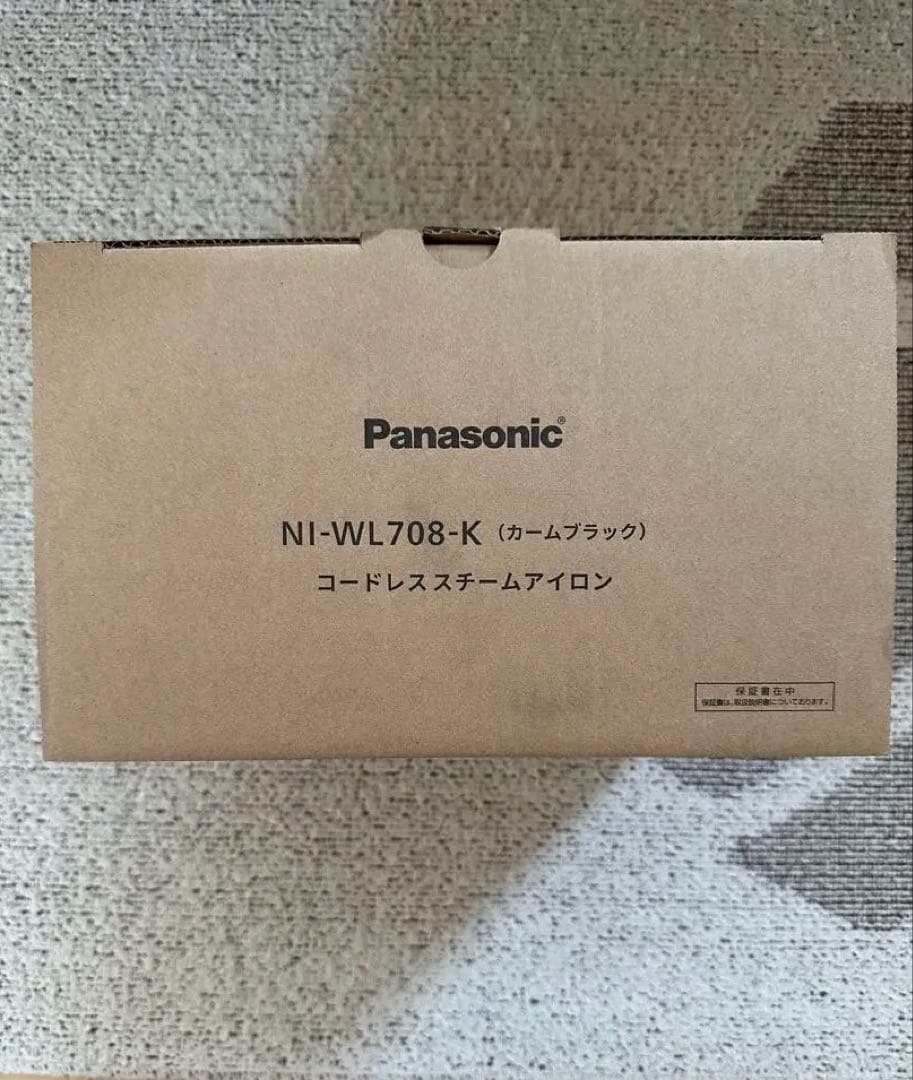 Panasonic®
NI-WL708-K（カームブラック）
コードレススチームアイロン
保証書在中
保証書は、取扱説明書についております。